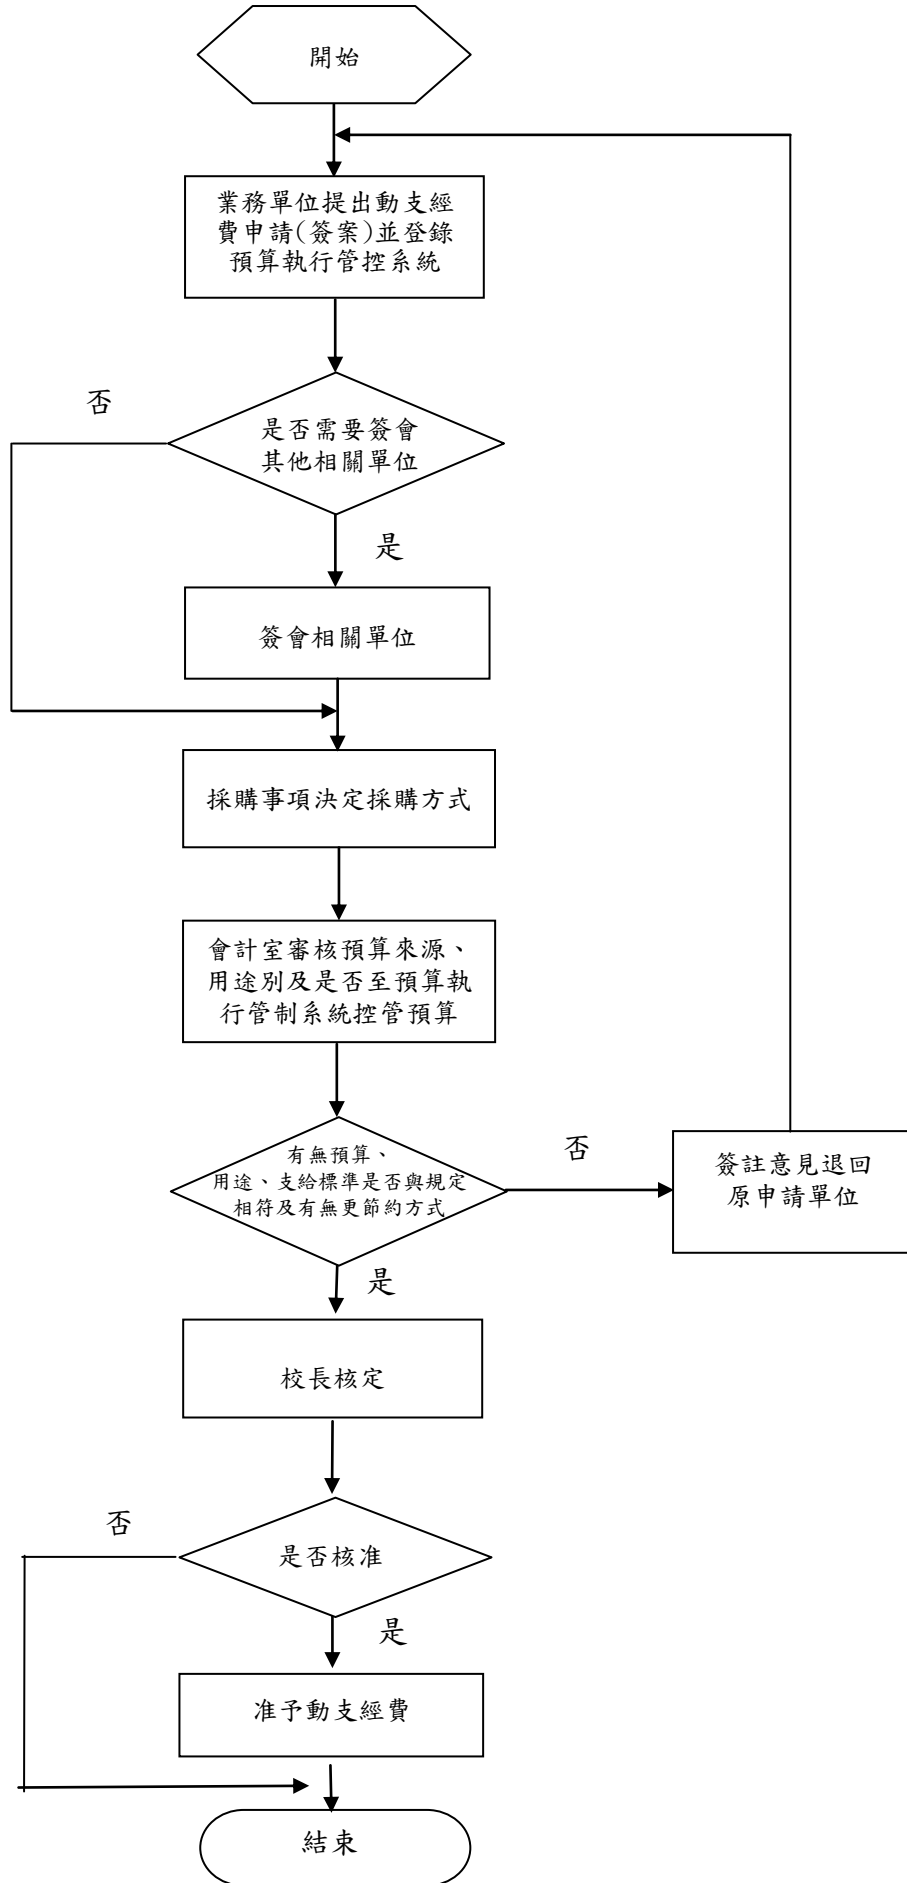 開始
業務單位提出動支經
費申請(簽案)並登錄
預算執行管控系統
否
是否需要簽會
其他相關單位
是
簽會相關單位
採購事項決定採購方式
會計室審核預算來源、
用途別及是否至預算執
行管制系統控管預算
有無預算、
用途、支給標準是否與規定
相符及有無更節約方式
否
簽註意見退回
原申請單位
是
校長核定
否
是否核准
是
准予動支經費
結束